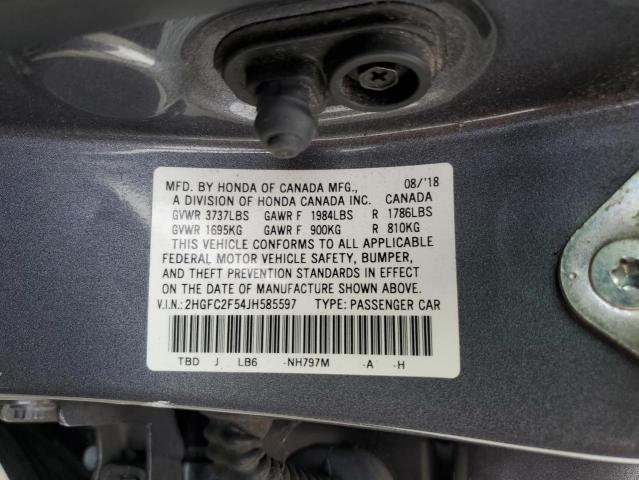 MFD. BY HONDA OF CANADA MFG., 08/'18
A DIVISION OF HONDA CANADA INC. CANADA
GVWR 3737LBS GAWR F 1984LBS R 1786LBS
GVWR 1695KG GAWR F 900KG R 810KG
THIS VEHICLE CONFORMS TO ALL APPLICABLE
FEDERAL MOTOR VEHICLE SAFETY, BUMPER,
AND THEFT PREVENTION STANDARDS IN EFFECT
ON THE DATE OF MANUFACTURE SHOWN ABOVE.
V.I.N.: 2HGFC2F54JH585597 TYPE: PASSENGER CAR
TBD J LB6 -NH797M -A -H